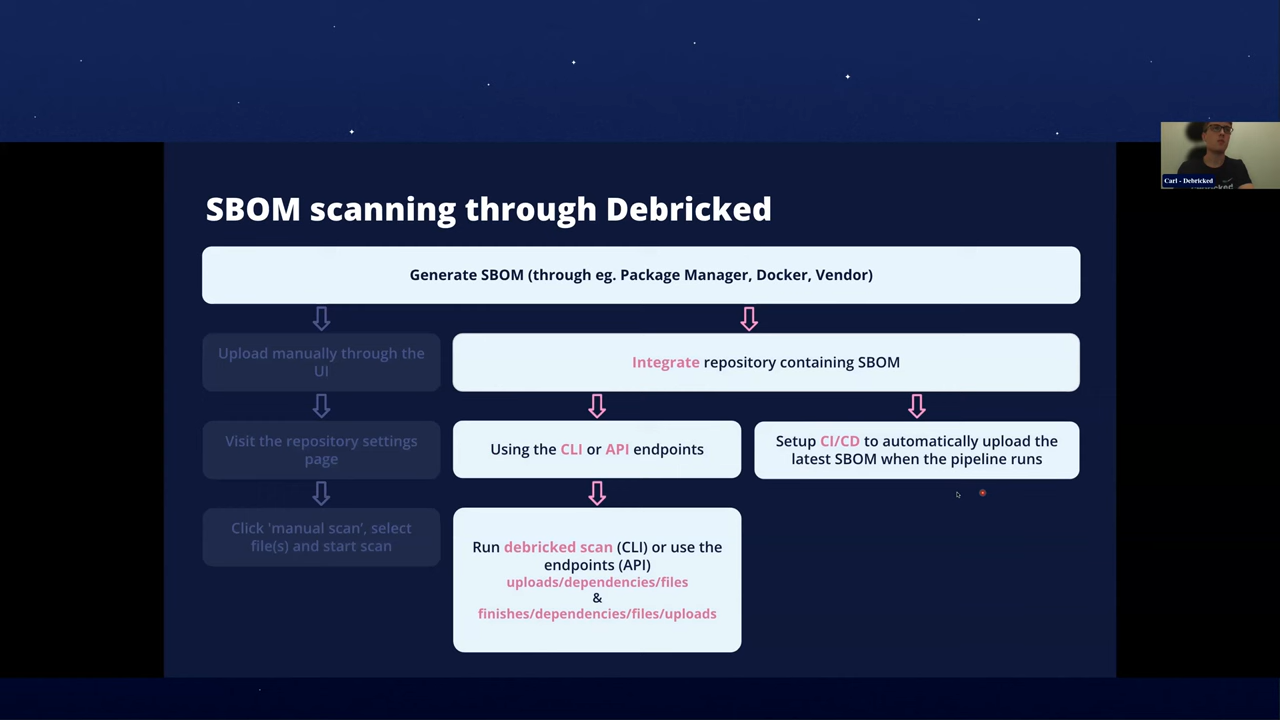 SBOM scanning through Debricked
Generate SBOM (through eg. Package Manager, Docker, Vendor)
Upload manually through the
UI
Integrate repository containing SBOM
Visit the repository settings
page
Using the CLI or API endpoints
Setup CI/CD to automatically upload the
latest SBOM when the pipeline runs
Click 'manual scan', select
file(s) and start scan
Run debricked scan (CLI) or use the
endpoints (API)
uploads/dependencies/files
&
finishes/dependencies/files/uploads
Carl - Debricked